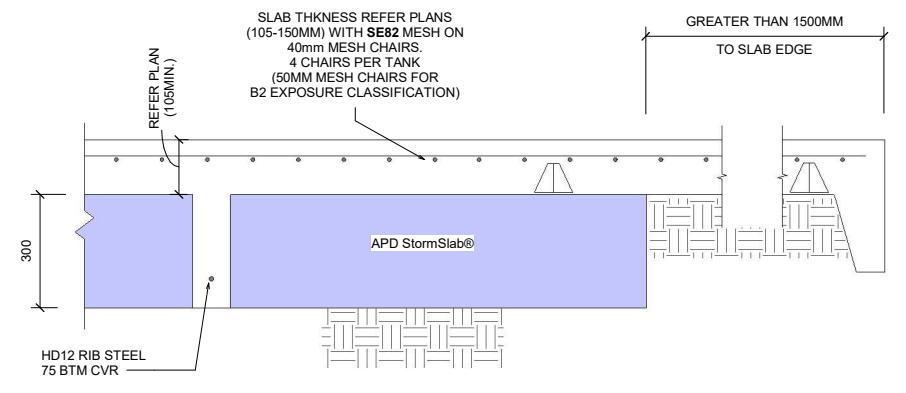 SLAB THKNESS REFER PLANS
(105-150MM) WITH SE82 MESH ON
40mm MESH CHAIRS.
4 CHAIRS PER TANK
(50MM MESH CHAIRS FOR
B2 EXPOSURE CLASSIFICATION)
GREATER THAN 1500MM
TO SLAB EDGE
REFER PLAN
(105MIN.)
300
APD StormSlab®
HD12 RIB STEEL
75 BTM CVR